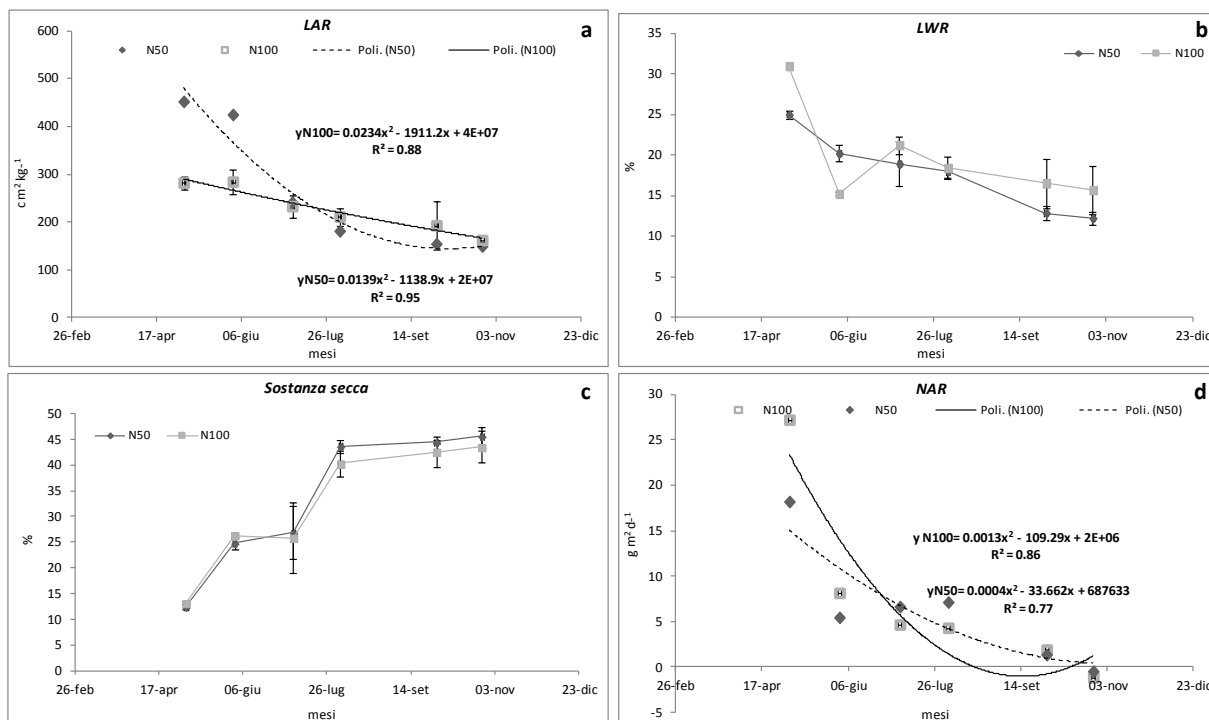 LAR
a
N50 N100 Poli. (N50) Poli. (N100)
600
500
400
300
200
100
0
c m² kg-¹
yN100= 0.0234x² - 1911.2x + 4E+07
R² = 0.88
yN50= 0.0139x² - 1138.9x + 2E+07
R² = 0.95
26-feb 17-apr 06-giu 26-lug 14-set 03-nov 23-dic
mesi
LWR
b
N50 N100
35
30
25
20
15
10
5
0
%
26-feb 17-apr 06-giu 26-lug 14-set 03-nov 23-dic
mesi
Sostanza secca
c
N50 N100
50
45
40
35
30
25
20
15
10
5
0
%
26-feb 17-apr 06-giu 26-lug 14-set 03-nov 23-dic
mesi
NAR
d
N100 N50 Poli. (N100) Poli. (N50)
30
25
20
15
10
5
0
-5
g m² d-¹
y N100= 0.0013x² - 109.29x + 2E+06
R² = 0.86
yN50= 0.0004x² - 33.662x + 687633
R² = 0.77
26-feb 17-apr 06-giu 26-lug 14-set 03-nov 23-dic
mesi